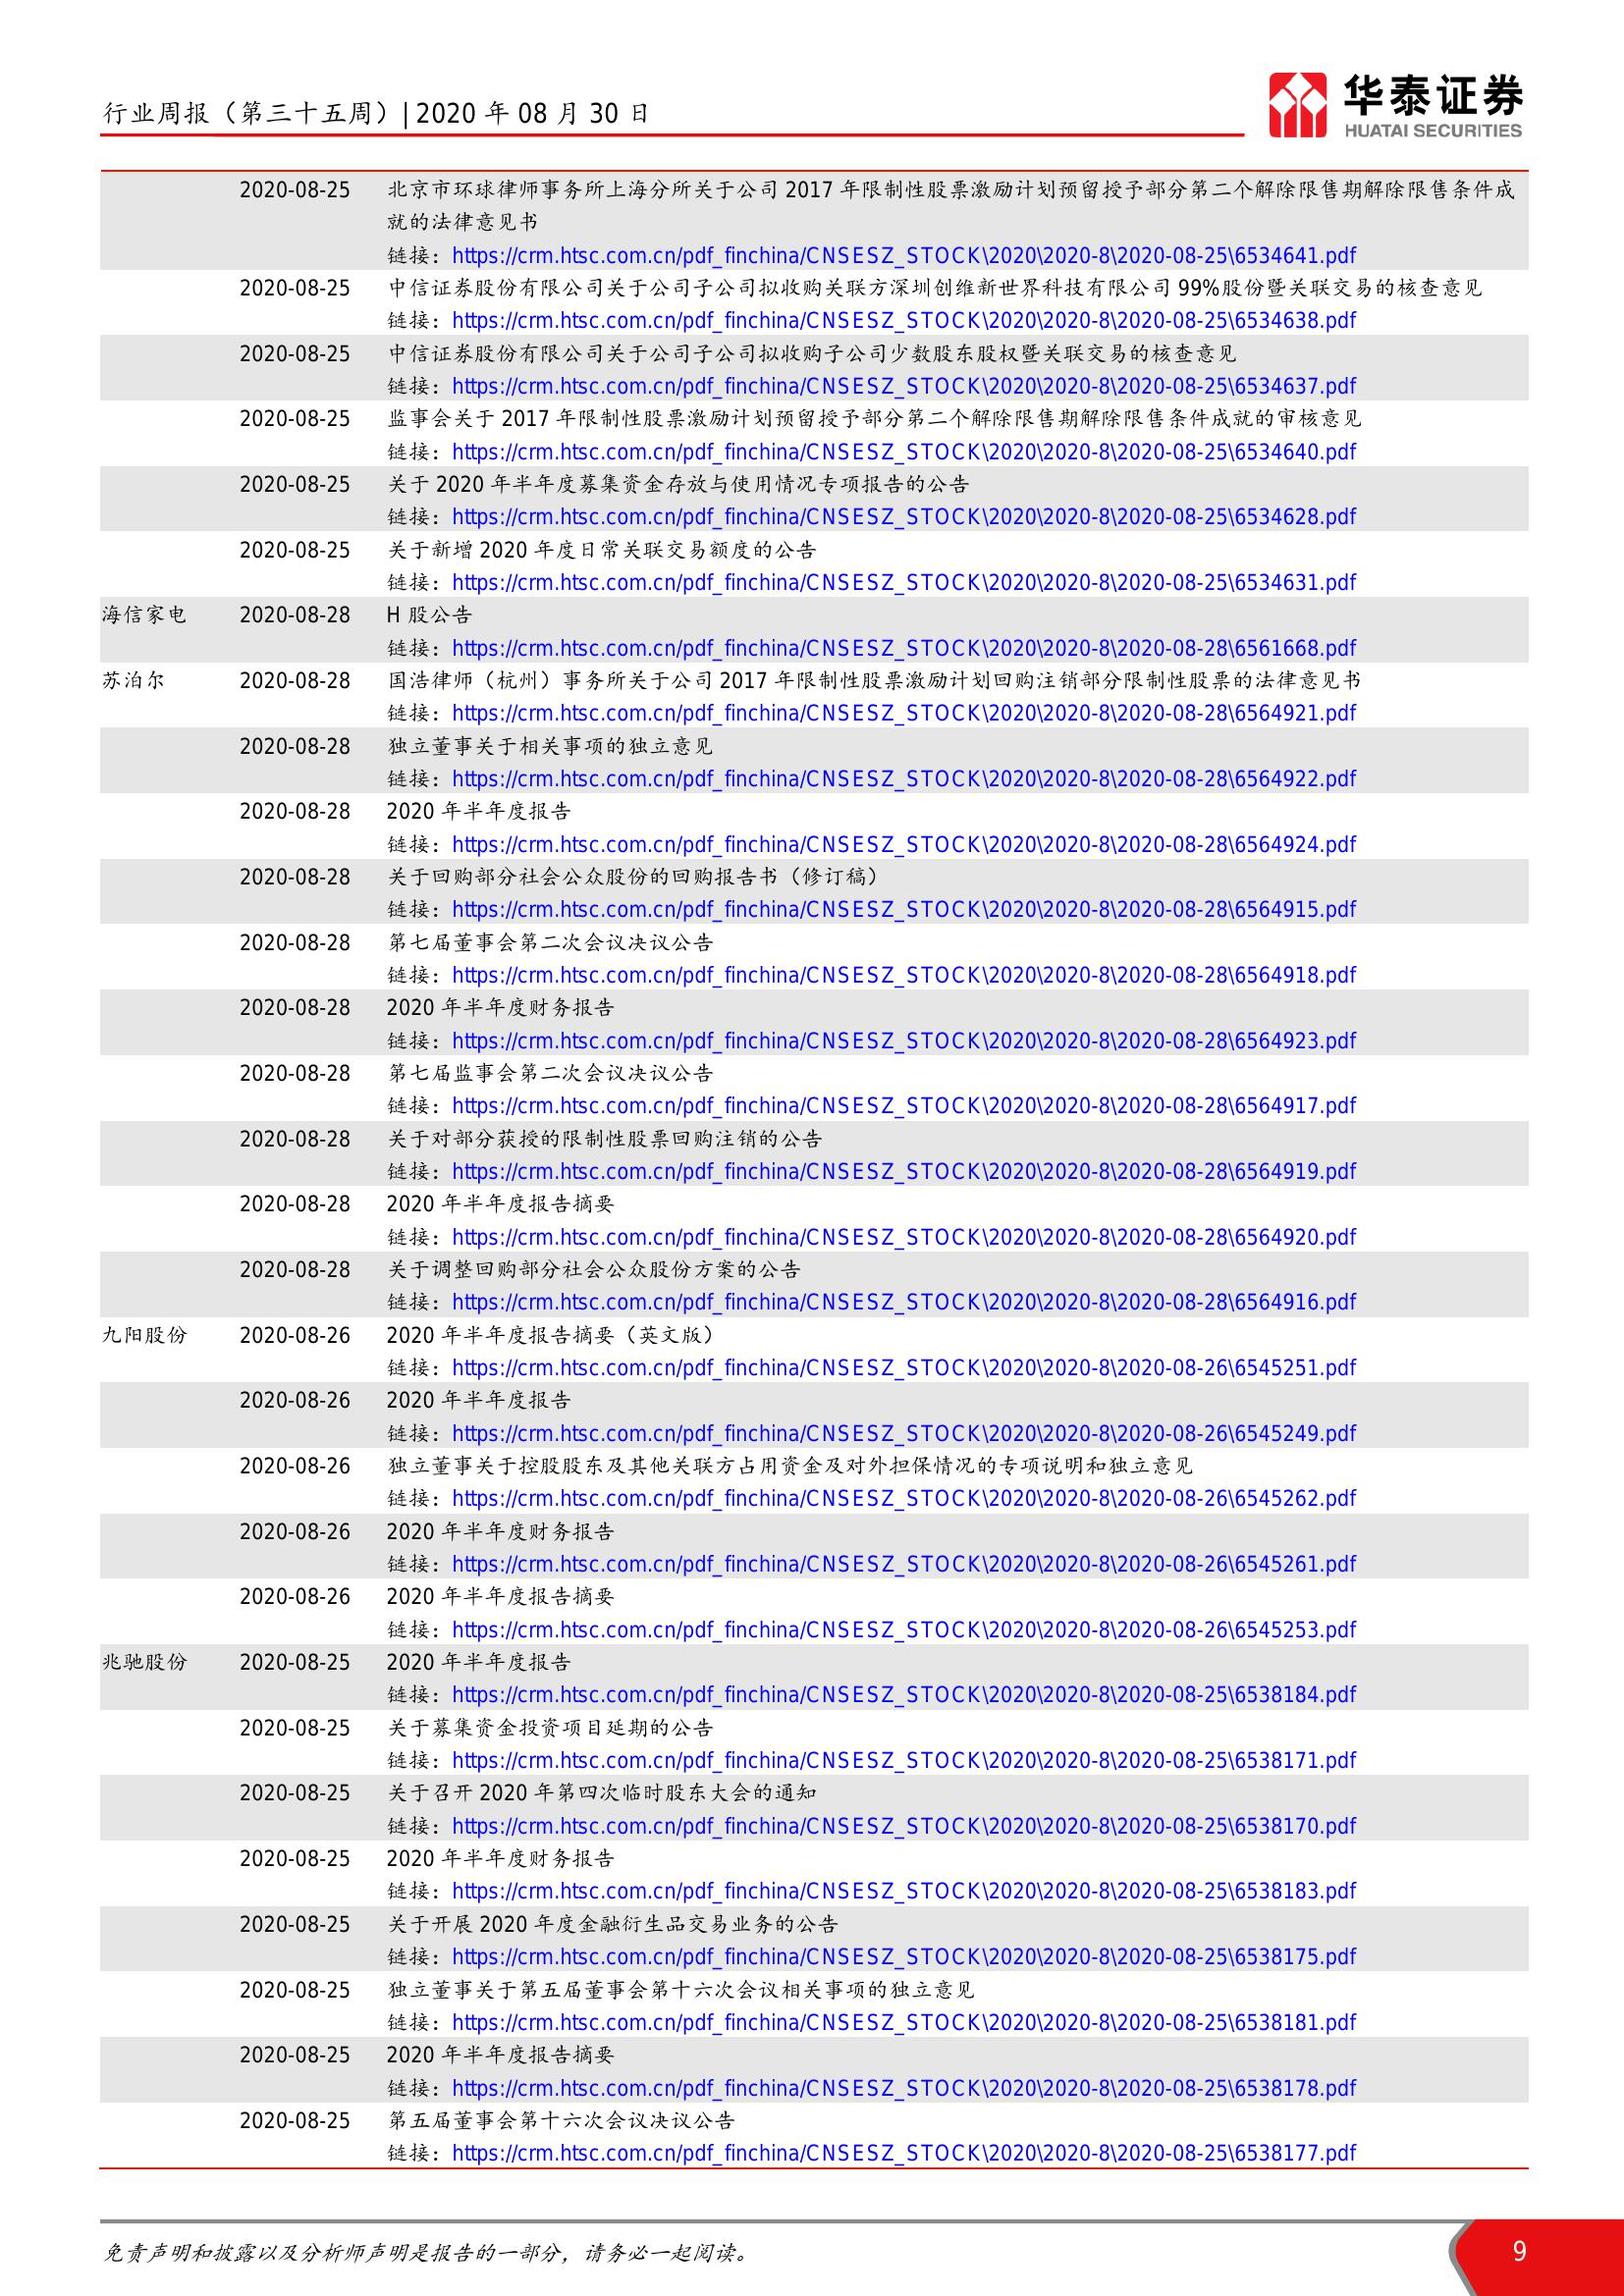 行业周报（第三十五周）| 2020 年 08 月 30 日
华泰证券
HUATAI SECURITIES
2020-08-25 北京市环球律师事务所上海分所关于公司 2017 年限制性股票激励计划预留授予部分第二个解除限售期解除限售条件成
就的法律意见书
链接：https://crm.htsc.com.cn/pdf_finchina/CNSESZ_STOCK\2020\2020-8\2020-08-25\6534641.pdf
2020-08-25 中信证券股份有限公司关于公司子公司拟收购关联方深圳创维新世界科技有限公司 99%股份暨关联交易的核查意见
链接：https://crm.htsc.com.cn/pdf_finchina/CNSESZ_STOCK\2020\2020-8\2020-08-25\6534638.pdf
2020-08-25 中信证券股份有限公司关于公司子公司拟收购子公司少数股东股权暨关联交易的核查意见
链接：https://crm.htsc.com.cn/pdf_finchina/CNSESZ_STOCK\2020\2020-8\2020-08-25\6534637.pdf
2020-08-25 监事会关于 2017 年限制性股票激励计划预留授予部分第二个解除限售期解除限售条件成就的审核意见
链接：https://crm.htsc.com.cn/pdf_finchina/CNSESZ_STOCK\2020\2020-8\2020-08-25\6534640.pdf
2020-08-25 关于 2020 年半年度募集资金存放与使用情况专项报告的公告
链接：https://crm.htsc.com.cn/pdf_finchina/CNSESZ_STOCK\2020\2020-8\2020-08-25\6534628.pdf
2020-08-25 关于新增 2020 年度日常关联交易额度的公告
链接：https://crm.htsc.com.cn/pdf_finchina/CNSESZ_STOCK\2020\2020-8\2020-08-25\6534631.pdf
海信家电 2020-08-28 H 股公告
链接：https://crm.htsc.com.cn/pdf_finchina/CNSESZ_STOCK\2020\2020-8\2020-08-28\6561668.pdf
苏泊尔 2020-08-28 国浩律师（杭州）事务所关于公司 2017 年限制性股票激励计划回购注销部分限制性股票的法律意见书
链接：https://crm.htsc.com.cn/pdf_finchina/CNSESZ_STOCK\2020\2020-8\2020-08-28\6564921.pdf
2020-08-28 独立董事关于相关事项的独立意见
链接：https://crm.htsc.com.cn/pdf_finchina/CNSESZ_STOCK\2020\2020-8\2020-08-28\6564922.pdf
2020-08-28 2020 年半年度报告
链接：https://crm.htsc.com.cn/pdf_finchina/CNSESZ_STOCK\2020\2020-8\2020-08-28\6564924.pdf
2020-08-28 关于回购部分社会公众股份的回购报告书（修订稿）
链接：https://crm.htsc.com.cn/pdf_finchina/CNSESZ_STOCK\2020\2020-8\2020-08-28\6564915.pdf
2020-08-28 第七届董事会第二次会议决议公告
链接：https://crm.htsc.com.cn/pdf_finchina/CNSESZ_STOCK\2020\2020-8\2020-08-28\6564918.pdf
2020-08-28 2020 年半年度财务报告
链接：https://crm.htsc.com.cn/pdf_finchina/CNSESZ_STOCK\2020\2020-8\2020-08-28\6564923.pdf
2020-08-28 第七届监事会第二次会议决议公告
链接：https://crm.htsc.com.cn/pdf_finchina/CNSESZ_STOCK\2020\2020-8\2020-08-28\6564917.pdf
2020-08-28 关于对部分获授的限制性股票回购注销的公告
链接：https://crm.htsc.com.cn/pdf_finchina/CNSESZ_STOCK\2020\2020-8\2020-08-28\6564919.pdf
2020-08-28 2020 年半年度报告摘要
链接：https://crm.htsc.com.cn/pdf_finchina/CNSESZ_STOCK\2020\2020-8\2020-08-28\6564920.pdf
2020-08-28 关于调整回购部分社会公众股份方案的公告
链接：https://crm.htsc.com.cn/pdf_finchina/CNSESZ_STOCK\2020\2020-8\2020-08-28\6564916.pdf
九阳股份 2020-08-26 2020 年半年度报告摘要（英文版）
链接：https://crm.htsc.com.cn/pdf_finchina/CNSESZ_STOCK\2020\2020-8\2020-08-26\6545251.pdf
2020-08-26 2020 年半年度报告
链接：https://crm.htsc.com.cn/pdf_finchina/CNSESZ_STOCK\2020\2020-8\2020-08-26\6545249.pdf
2020-08-26 独立董事关于控股股东及其他关联方占用资金及对外担保情况的专项说明和独立意见
链接：https://crm.htsc.com.cn/pdf_finchina/CNSESZ_STOCK\2020\2020-8\2020-08-26\6545262.pdf
2020-08-26 2020 年半年度财务报告
链接：https://crm.htsc.com.cn/pdf_finchina/CNSESZ_STOCK\2020\2020-8\2020-08-26\6545261.pdf
2020-08-26 2020 年半年度报告摘要
链接：https://crm.htsc.com.cn/pdf_finchina/CNSESZ_STOCK\2020\2020-8\2020-08-26\6545253.pdf
兆驰股份 2020-08-25 2020 年半年度报告
链接：https://crm.htsc.com.cn/pdf_finchina/CNSESZ_STOCK\2020\2020-8\2020-08-25\6538184.pdf
2020-08-25 关于募集资金投资项目延期的公告
链接：https://crm.htsc.com.cn/pdf_finchina/CNSESZ_STOCK\2020\2020-8\2020-08-25\6538171.pdf
2020-08-25 关于召开 2020 年第四次临时股东大会的通知
链接：https://crm.htsc.com.cn/pdf_finchina/CNSESZ_STOCK\2020\2020-8\2020-08-25\6538170.pdf
2020-08-25 2020 年半年度财务报告
链接：https://crm.htsc.com.cn/pdf_finchina/CNSESZ_STOCK\2020\2020-8\2020-08-25\6538183.pdf
2020-08-25 关于开展 2020 年度金融衍生品交易业务的公告
链接：https://crm.htsc.com.cn/pdf_finchina/CNSESZ_STOCK\2020\2020-8\2020-08-25\6538175.pdf
2020-08-25 独立董事关于第五届董事会第十六次会议相关事项的独立意见
链接：https://crm.htsc.com.cn/pdf_finchina/CNSESZ_STOCK\2020\2020-8\2020-08-25\6538181.pdf
2020-08-25 2020 年半年度报告摘要
链接：https://crm.htsc.com.cn/pdf_finchina/CNSESZ_STOCK\2020\2020-8\2020-08-25\6538178.pdf
2020-08-25 第五届董事会第十六次会议决议公告
链接：https://crm.htsc.com.cn/pdf_finchina/CNSESZ_STOCK\2020\2020-8\2020-08-25\6538177.pdf
免责声明和披露以及分析师声明是报告的一部分，请务必一起阅读。
9